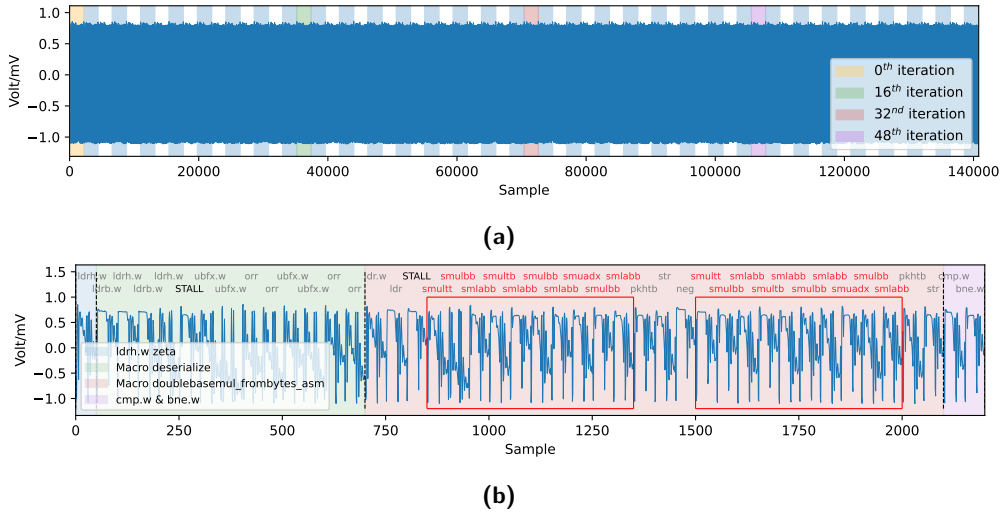 1.0
0.5
0.0
−0.5
−1.0
Volt/mV
0th iteration
16th iteration
32nd iteration
48th iteration
0 20000 40000 60000 80000 100000 120000 140000
Sample
(a)
1.5
1.0
0.5
0.0
−0.5
−1.0
Volt/mV
ldrh.w ldrh.w ldrh.w ubfx.w orr ubfx.w orr ldr.w STALL smulbb smultb smulbb smuadx smlabb str smultt smlabb smlabb smlabb smulbb pkhtb cmp.w
ldrb.w ldrb.w STALL ubfx.w orr ubfx.w orr ldr smultt smlabb smlabb smlabb smulbb pkhtb neg smulbb smultb smulbb smuadx smlabb str bne.w
ldrh.w zeta
Macro deserialize
Macro doublebasemul_frombytes_asm
cmp.w & bne.w
0 250 500 750 1000 1250 1500 1750 2000
Sample
(b)